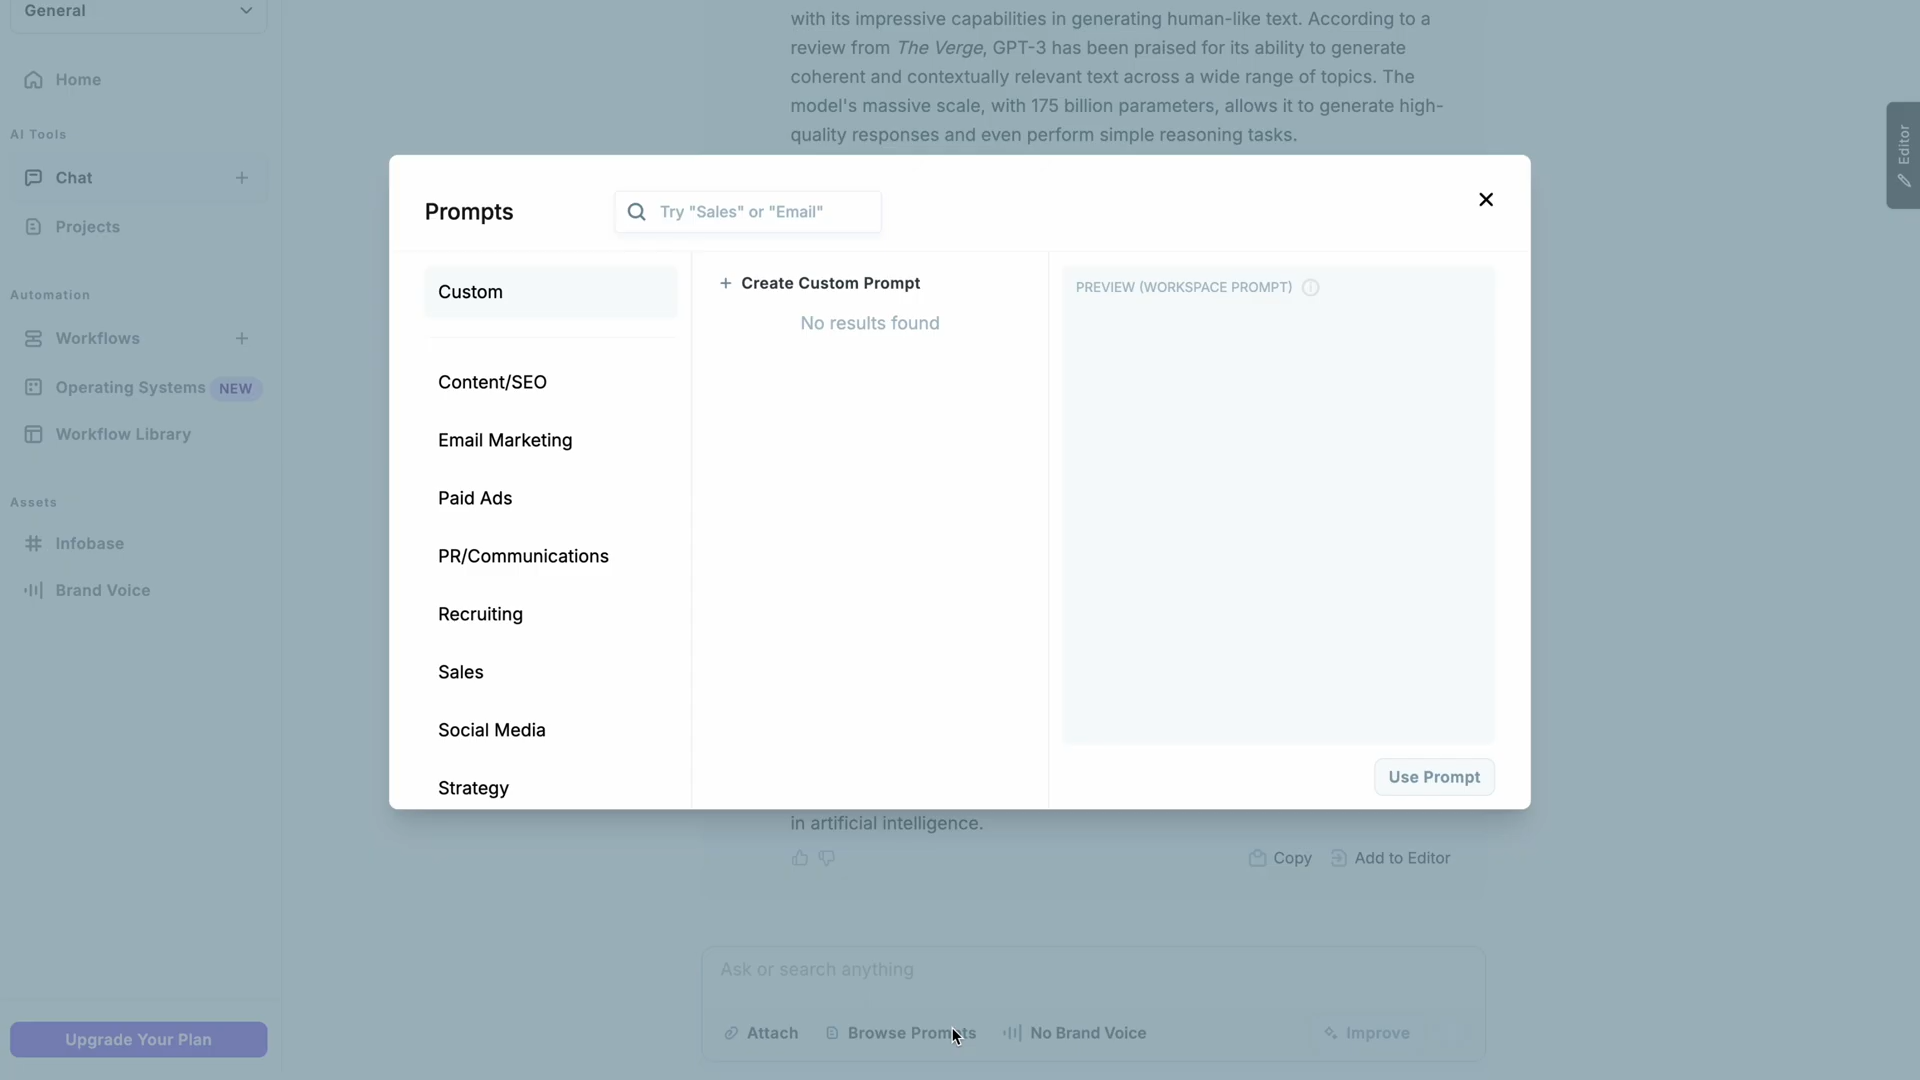 General
Home
AI Tools
Chat
Projects
Automation
Workflows
Operating Systems NEW
Workflow Library
Assets
Infobase
Brand Voice
Upgrade Your Plan
with its impressive capabilities in generating human-like text. According to a
review from The Verge, GPT-3 has been praised for its ability to generate
coherent and contextually relevant text across a wide range of topics. The
model's massive scale, with 175 billion parameters, allows it to generate high-
quality responses and even perform simple reasoning tasks.
Prompts
Try "Sales" or "Email"
Custom
Content/SEO
Email Marketing
Paid Ads
PR/Communications
Recruiting
Sales
Social Media
Strategy
+ Create Custom Prompt
No results found
PREVIEW (WORKSPACE PROMPT)
Use Prompt
in artificial intelligence.
Copy Add to Editor
Ask or search anything
Attach Browse Prompts No Brand Voice Improve
Editor